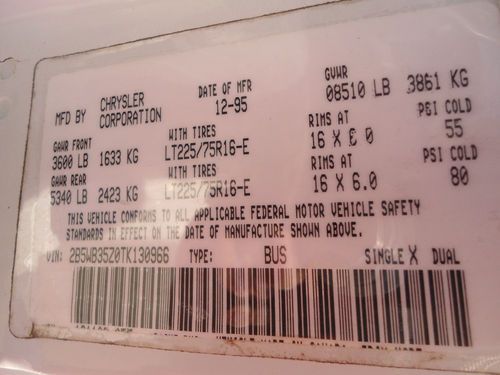 MFD BY CHRYSLER CORPORATION DATE OF MFR 12-95 GVWR 08510 LB 3861 KG
GAWR FRONT WITH TIRES RIMS AT PSI COLD
3600 LB 1633 KG LT225/75R16-E 16 X 6.0 55
GAWR REAR WITH TIRES RIMS AT PSI COLD
5340 LB 2423 KG LT225/75R16-E 16 X 6.0 80
THIS VEHICLE CONFORMS TO ALL APPLICABLE FEDERAL MOTOR VEHICLE SAFETY
STANDARDS IN EFFECT ON THE DATE OF MANUFACTURE SHOWN ABOVE.
VIN: 2B5WB35Z0TK130966 TYPE: BUS SINGLE X DUAL